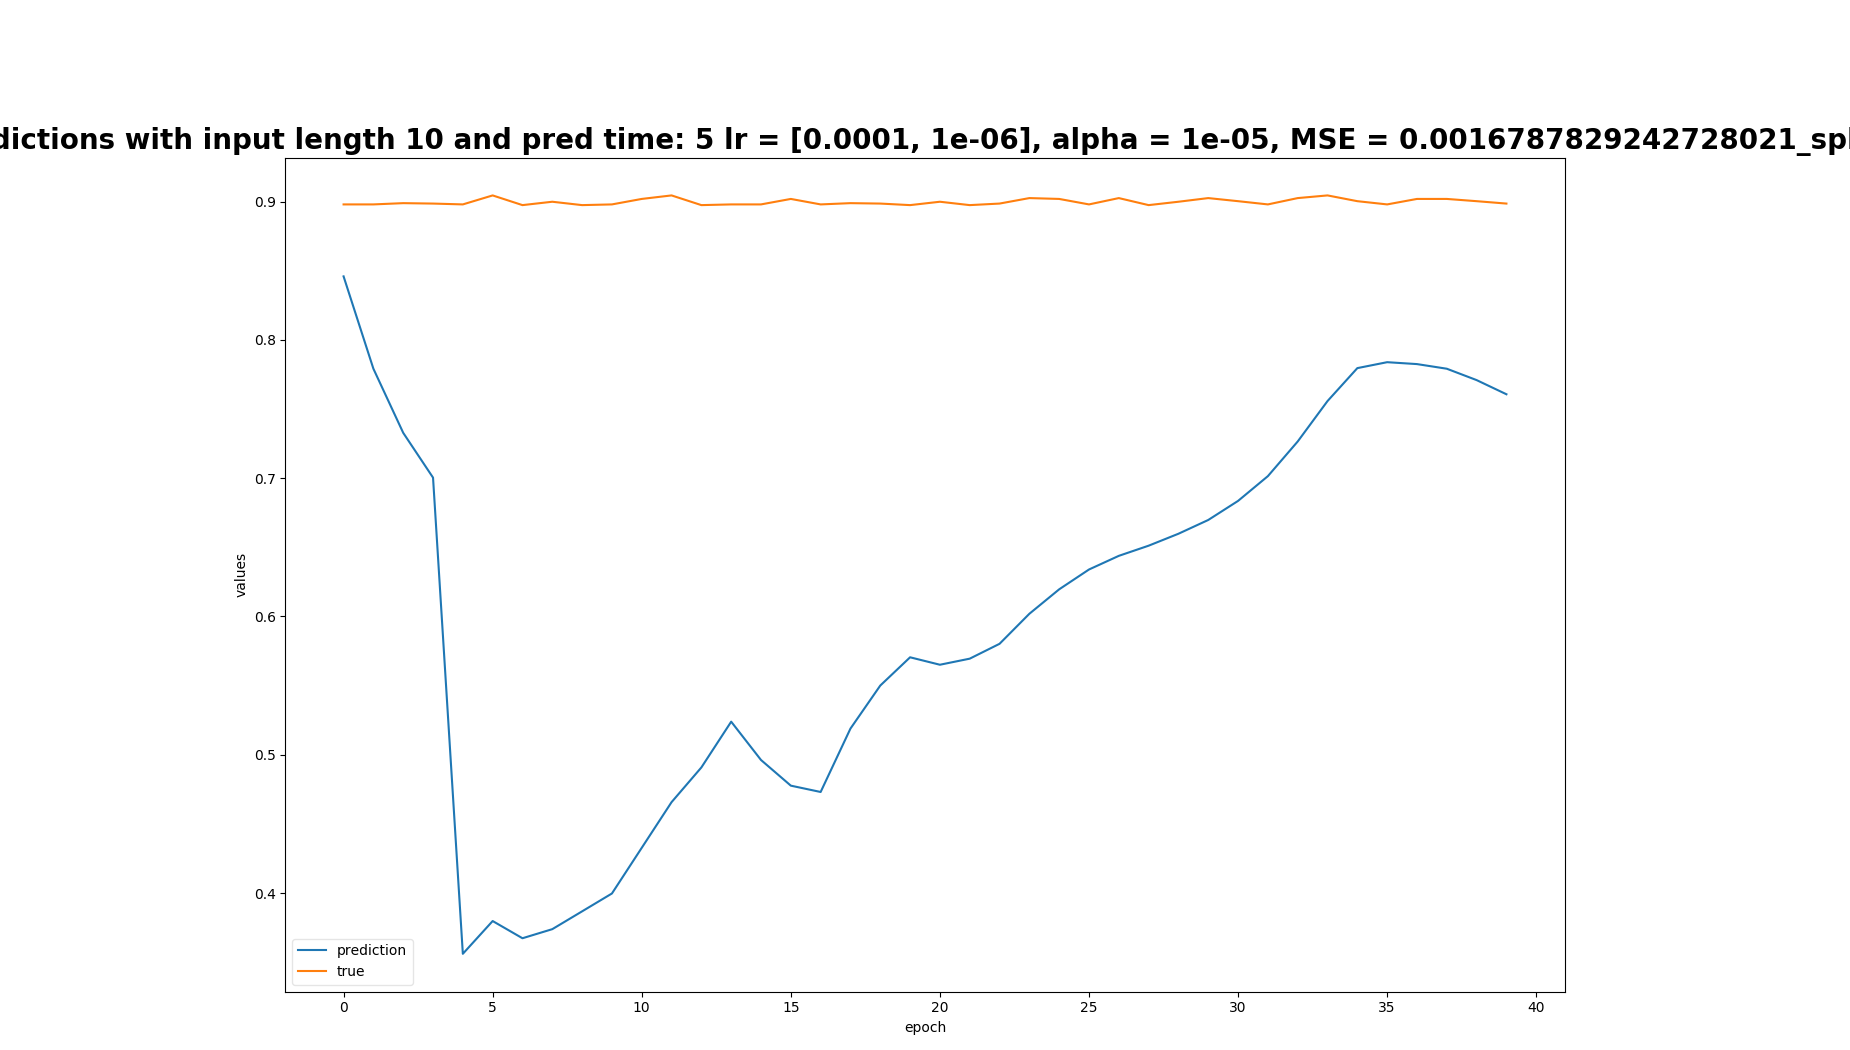 dictions with input length 10 and pred time: 5 lr = [0.0001, 1e-06], alpha = 1e-05, MSE = 0.0016787829242728021_spl
0.9
0.8
0.7
0.6
0.5
0.4
values
prediction
true
0 5 10 15 20 25 30 35 40
epoch